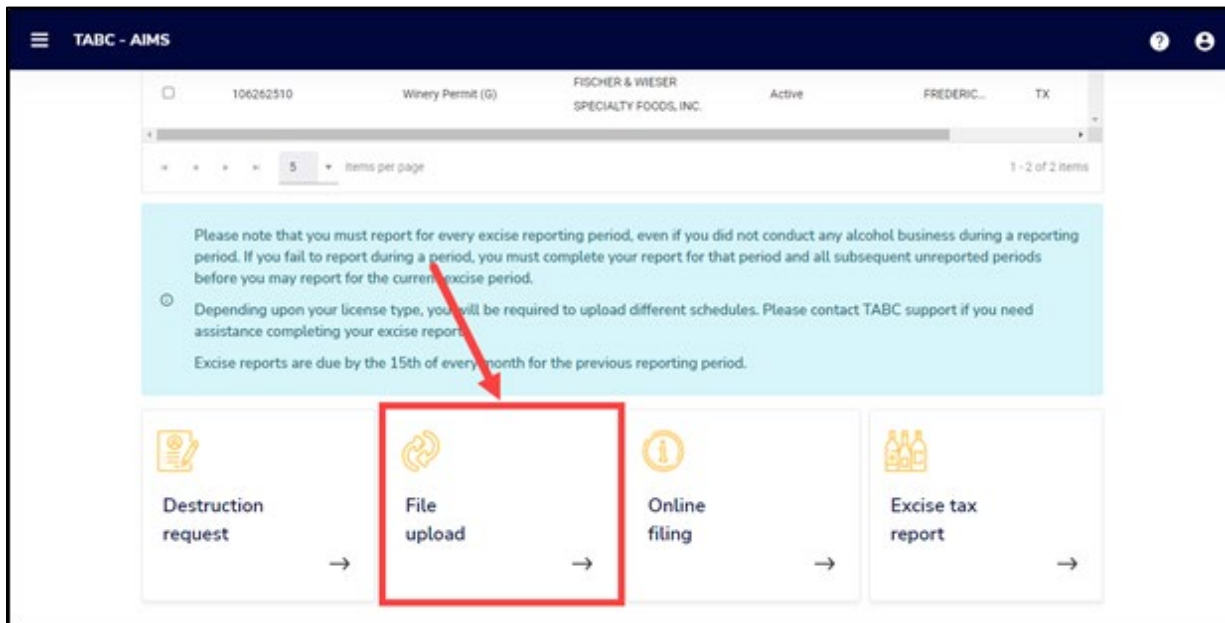 TABC - AIMS
FISCHER & WIESER
106262510 Winery Permit (G) Active FREDERIC... TX
SPECIALTY FOODS, INC.
5 items per page 1 - 2 of 2 items
Please note that you must report for every excise reporting period, even if you did not conduct any alcohol business during a reporting
period. If you fail to report during a period, you must complete your report for that period and all subsequent unreported periods
before you may report for the current excise period.
Depending upon your license type, you will be required to upload different schedules. Please contact TABC support if you need
assistance completing your excise report.
Excise reports are due by the 15th of every month for the previous reporting period.
Destruction
request
File
upload
Online
filing
Excise tax
report